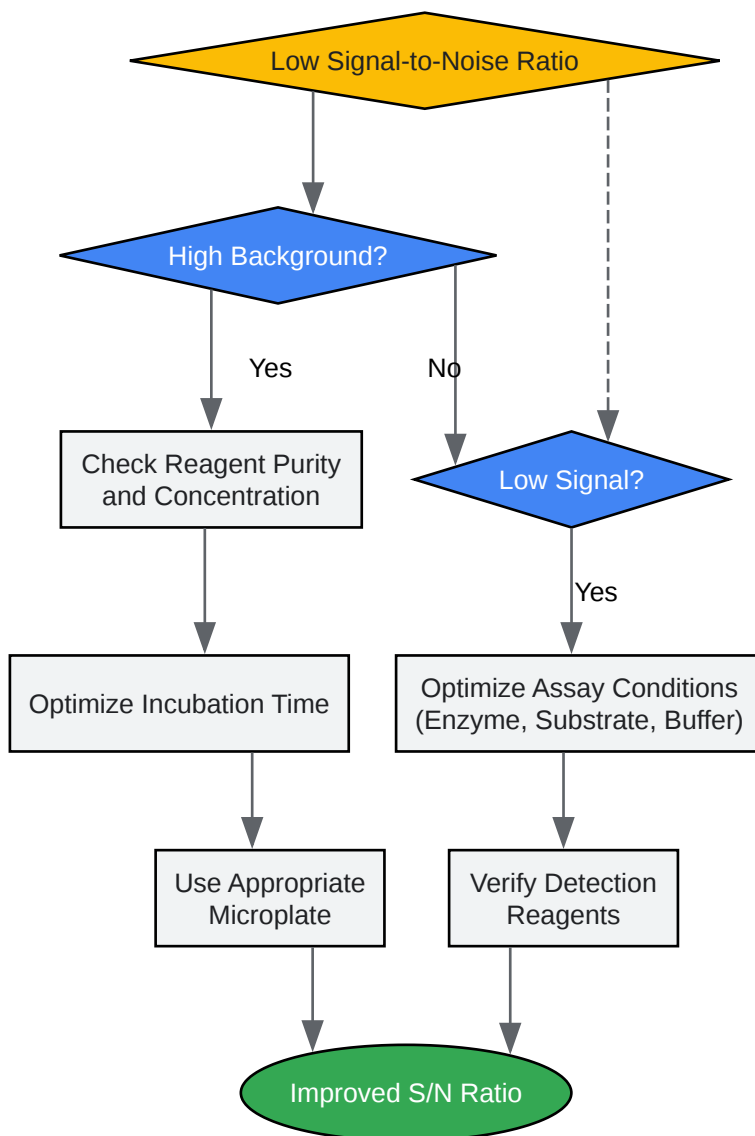 Low Signal-to-Noise Ratio
High Background?
Yes
No
Check Reagent Purity
and Concentration
Low Signal?
Yes
Optimize Incubation Time
Optimize Assay Conditions
(Enzyme, Substrate, Buffer)
Use Appropriate
Microplate
Verify Detection
Reagents
Improved S/N Ratio